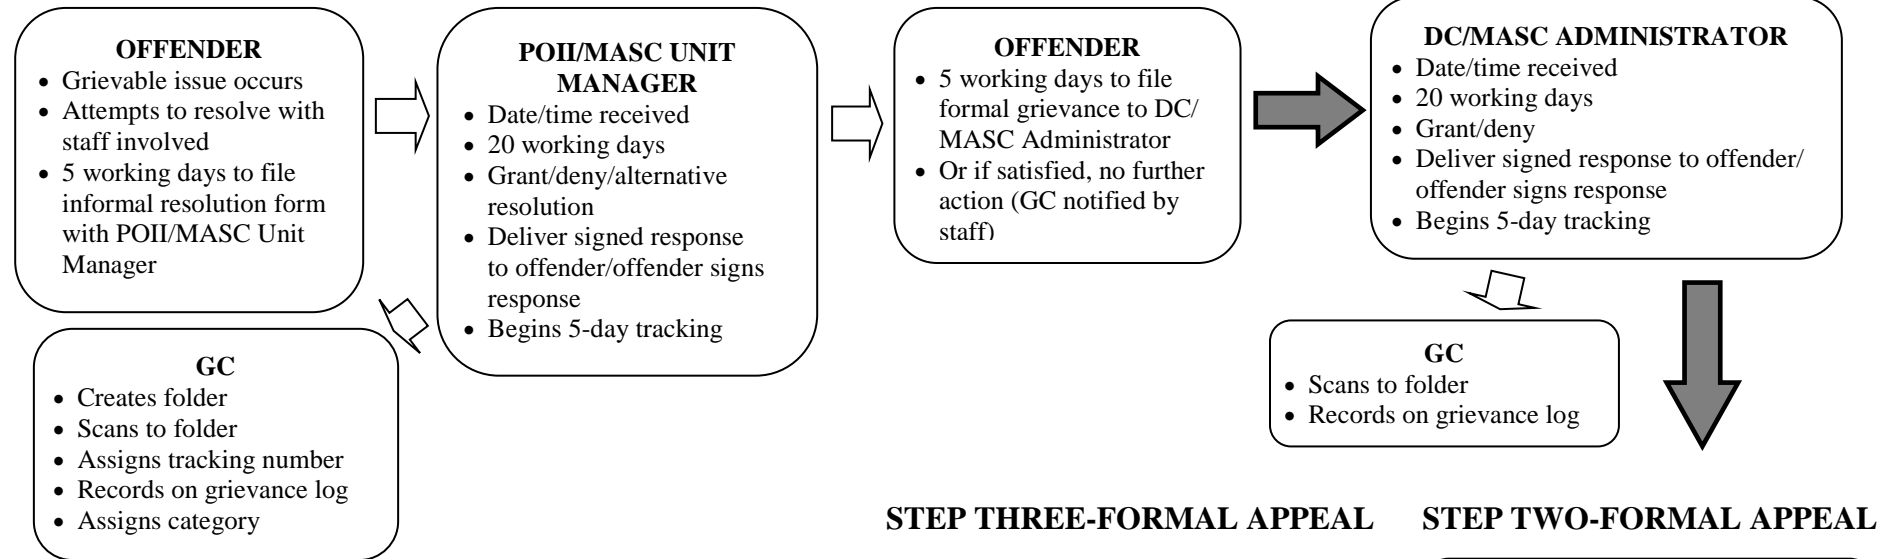 OFFENDER
• Grievable issue occurs
• Attempts to resolve with
staff involved
• 5 working days to file
informal resolution form
with POII/MASC Unit
Manager
POII/MASC UNIT
MANAGER
• Date/time received
• 20 working days
• Grant/deny/alternative
resolution
• Deliver signed response
to offender/offender signs
response
• Begins 5-day tracking
OFFENDER
• 5 working days to file
formal grievance to DC/
MASC Administrator
• Or if satisfied, no further
action (GC notified by
staff)
DC/MASC ADMINISTRATOR
• Date/time received
• 20 working days
• Grant/deny
• Deliver signed response to offender/
offender signs response
• Begins 5-day tracking
GC
• Creates folder
• Scans to folder
• Assigns tracking number
• Records on grievance log
• Assigns category
GC
• Scans to folder
• Records on grievance log
STEP THREE-FORMAL APPEAL
STEP TWO-FORMAL APPEAL